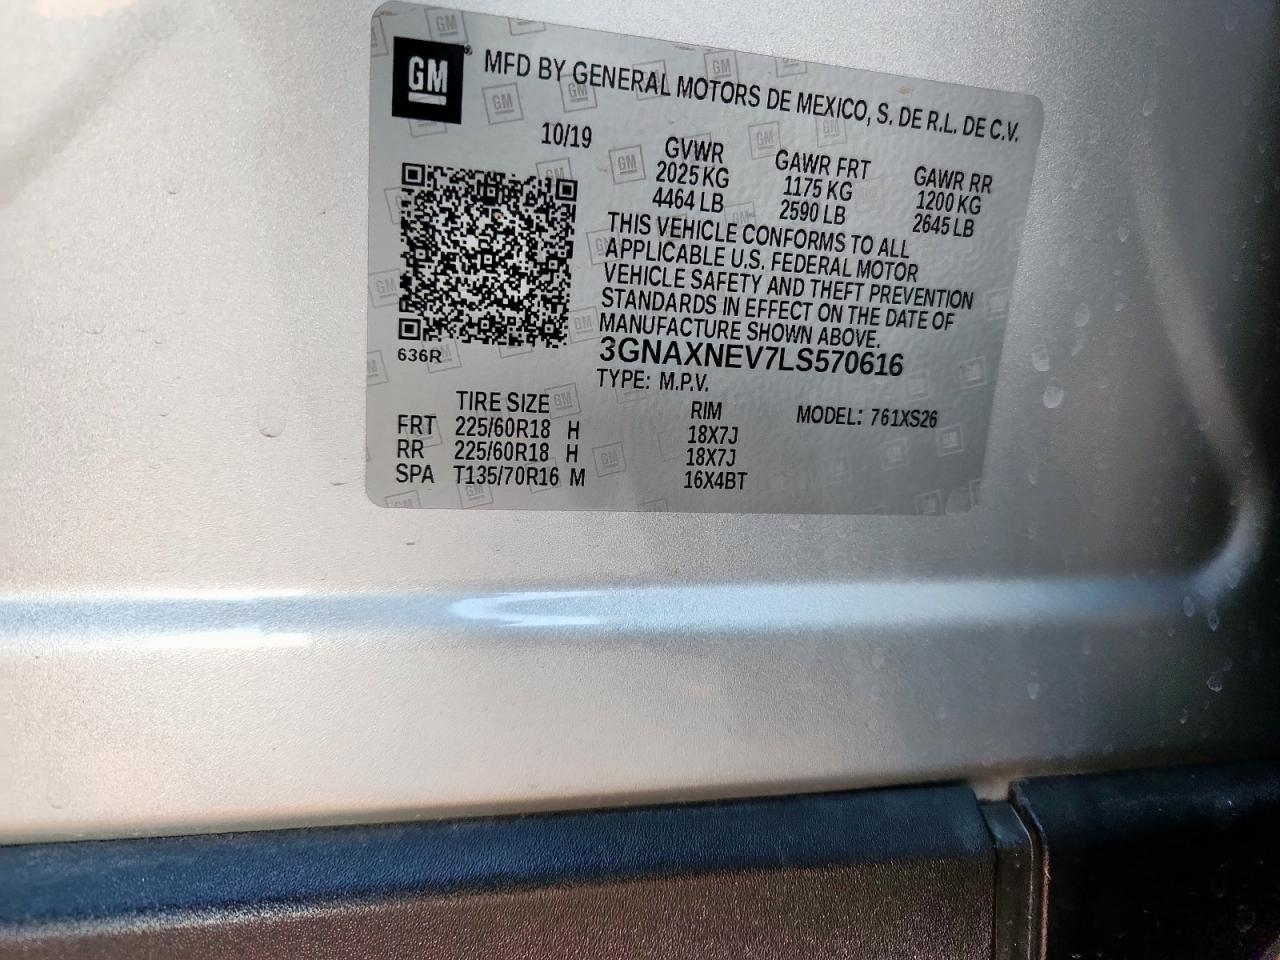 GM
MFD BY GENERAL MOTORS DE MEXICO, S. DE R.L. DE C.V.
10/19
GVWR GAWR FRT GAWR RR
2025 KG 1175 KG 1200 KG
4464 LB 2590 LB 2645 LB
THIS VEHICLE CONFORMS TO ALL
APPLICABLE U.S. FEDERAL MOTOR
VEHICLE SAFETY AND THEFT PREVENTION
STANDARDS IN EFFECT ON THE DATE OF
MANUFACTURE SHOWN ABOVE.
636R
3GNAXNEV7LS570616
TYPE: M.P.V.
TIRE SIZE RIM MODEL: 761XS26
FRT 225/60R18 H 18X7J
RR 225/60R18 H 18X7J
SPA T135/70R16 M 16X4BT